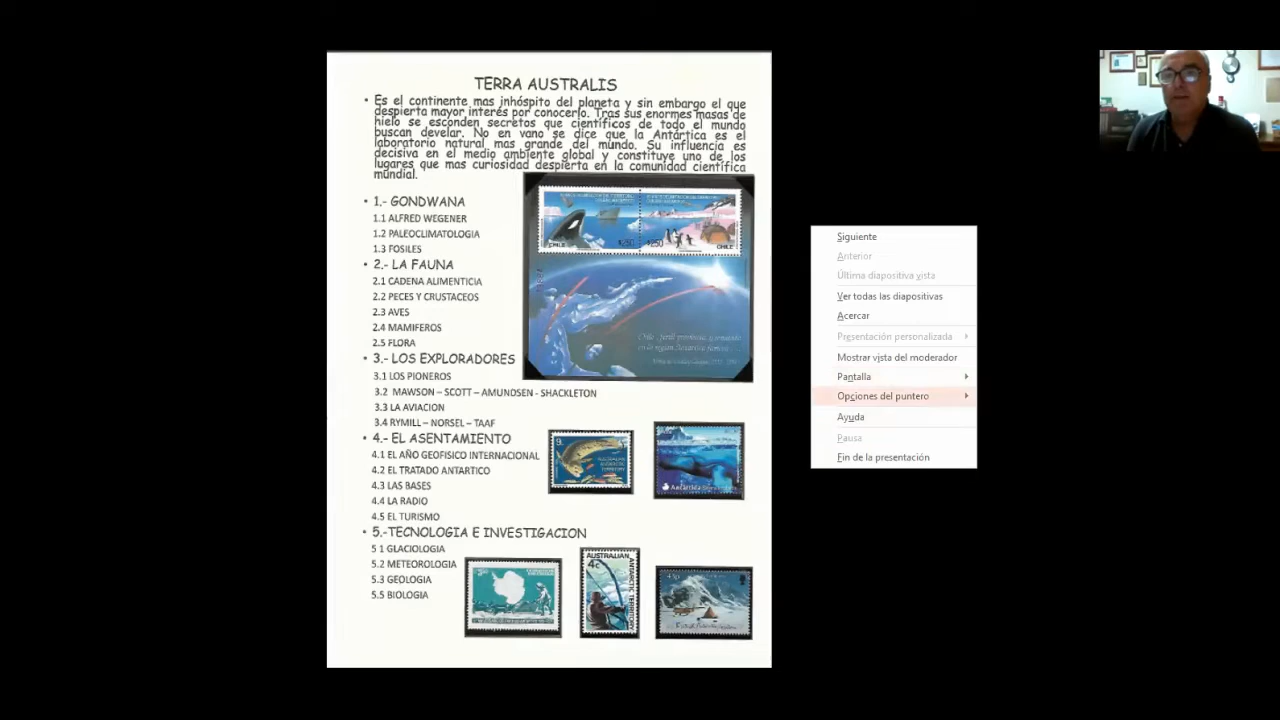 TERRA AUSTRALIS
• Es el continente mas inhóspito del planeta y sin embargo el que
despierta mayor interés por conocerlo. Tras sus enormes masas de
hielo se esconden secretos que científicos de todo el mundo
buscan develar. No en vano se dice que la Antártica es el
laboratorio natural mas grande del mundo. Su influencia es
decisiva en el medio ambiente global y constituye uno de los
lugares que mas curiosidad despierta en la comunidad científica
mundial.
• 1.- GONDWANA
1.1 ALFRED WEGENER
1.2 PALEOCLIMATOLOGIA
1.3 FOSILES
• 2.- LA FAUNA
2.1 CADENA ALIMENTICIA
2.2 PECES Y CRUSTACEOS
2.3 AVES
2.4 MAMIFEROS
2.5 FLORA
• 3.- LOS EXPLORADORES
3.1 LOS PIONEROS
3.2 MAWSON – SCOTT – AMUNDSEN - SHACKLETON
3.3 LA AVIACION
3.4 RYMILL – NORSEL – TAAF
• 4.- EL ASENTAMIENTO
4.1 EL AÑO GEOFISICO INTERNACIONAL
4.2 EL TRATADO ANTARTICO
4.3 LAS BASES
4.4 LA RADIO
4.5 EL TURISMO
• 5.-TECNOLOGIA E INVESTIGACION
5 1 GLACIOLOGIA
5.2 METEOROLOGIA
5.3 GEOLOGIA
5.5 BIOLOGIA
CHILE
$250
$250
CHILE
AUSTRALIAN
ANTARCTIC
TERRITORY
Antártida
AUSTRALIAN
4c
ANTARCTIC TERRITORY
Siguiente
Anterior
Última diapositiva vista
Ver todas las diapositivas
Acercar
Presentación personalizada
Mostrar vista del moderador
Pantalla
Opciones del puntero
Ayuda
Pausa
Fin de la presentación